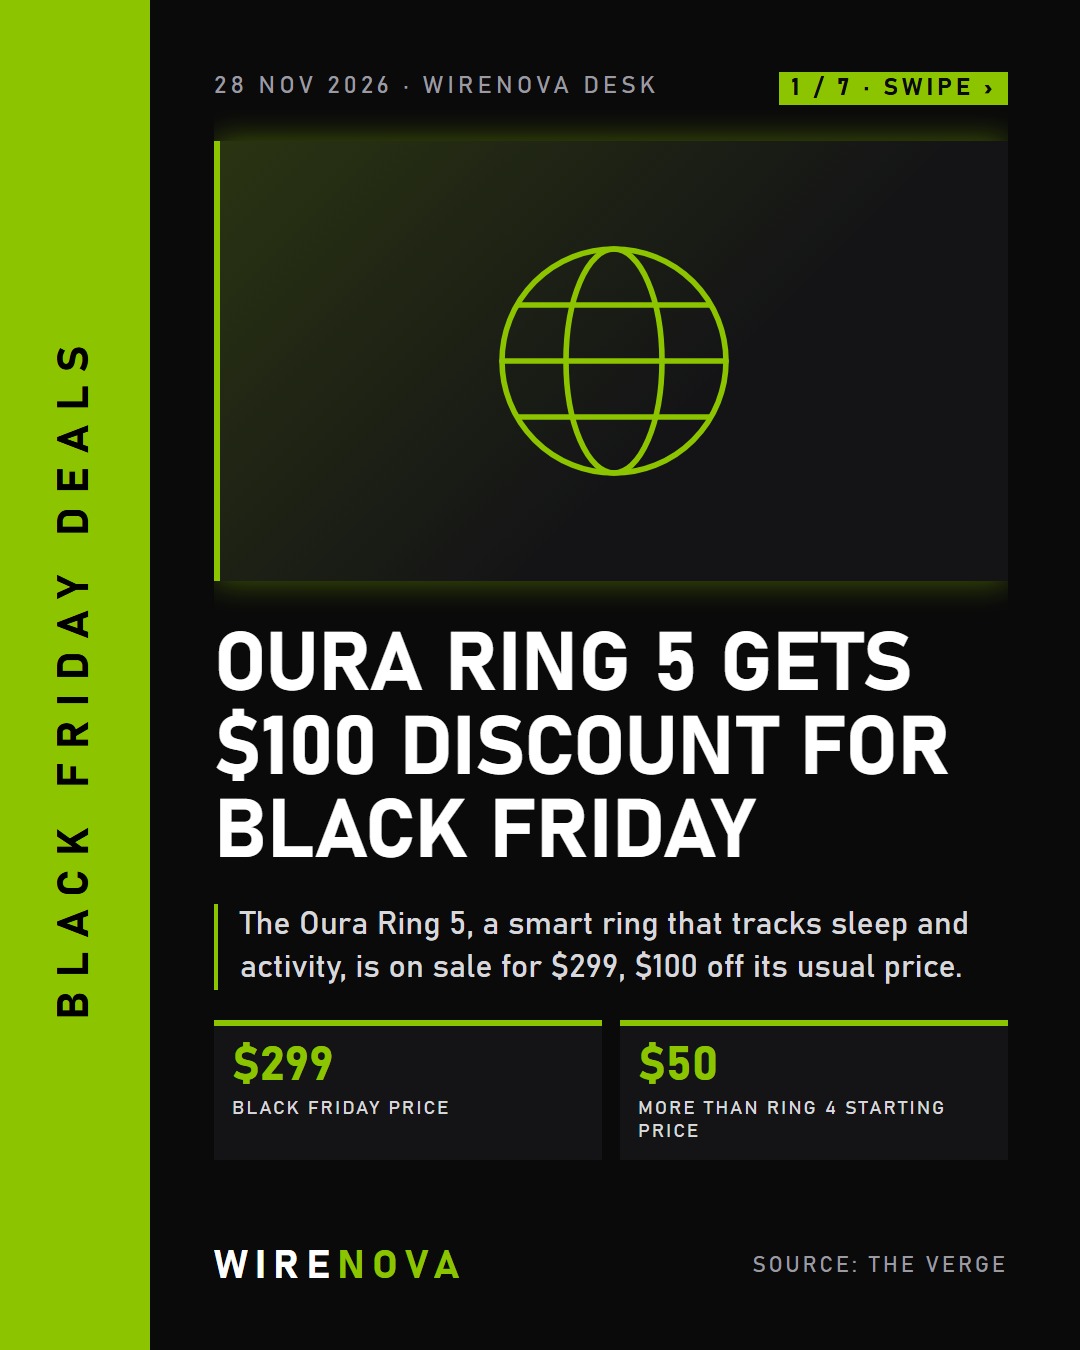 28 NOV 2026 · WIRENOVA DESK
1 / 7 · SWIPE ›
BLACK FRIDAY DEALS
OURA RING 5 GETS
$100 DISCOUNT FOR
BLACK FRIDAY
The Oura Ring 5, a smart ring that tracks sleep and
activity, is on sale for $299, $100 off its usual price.
$299
BLACK FRIDAY PRICE
$50
MORE THAN RING 4 STARTING
PRICE
WIRENOVA
SOURCE: THE VERGE